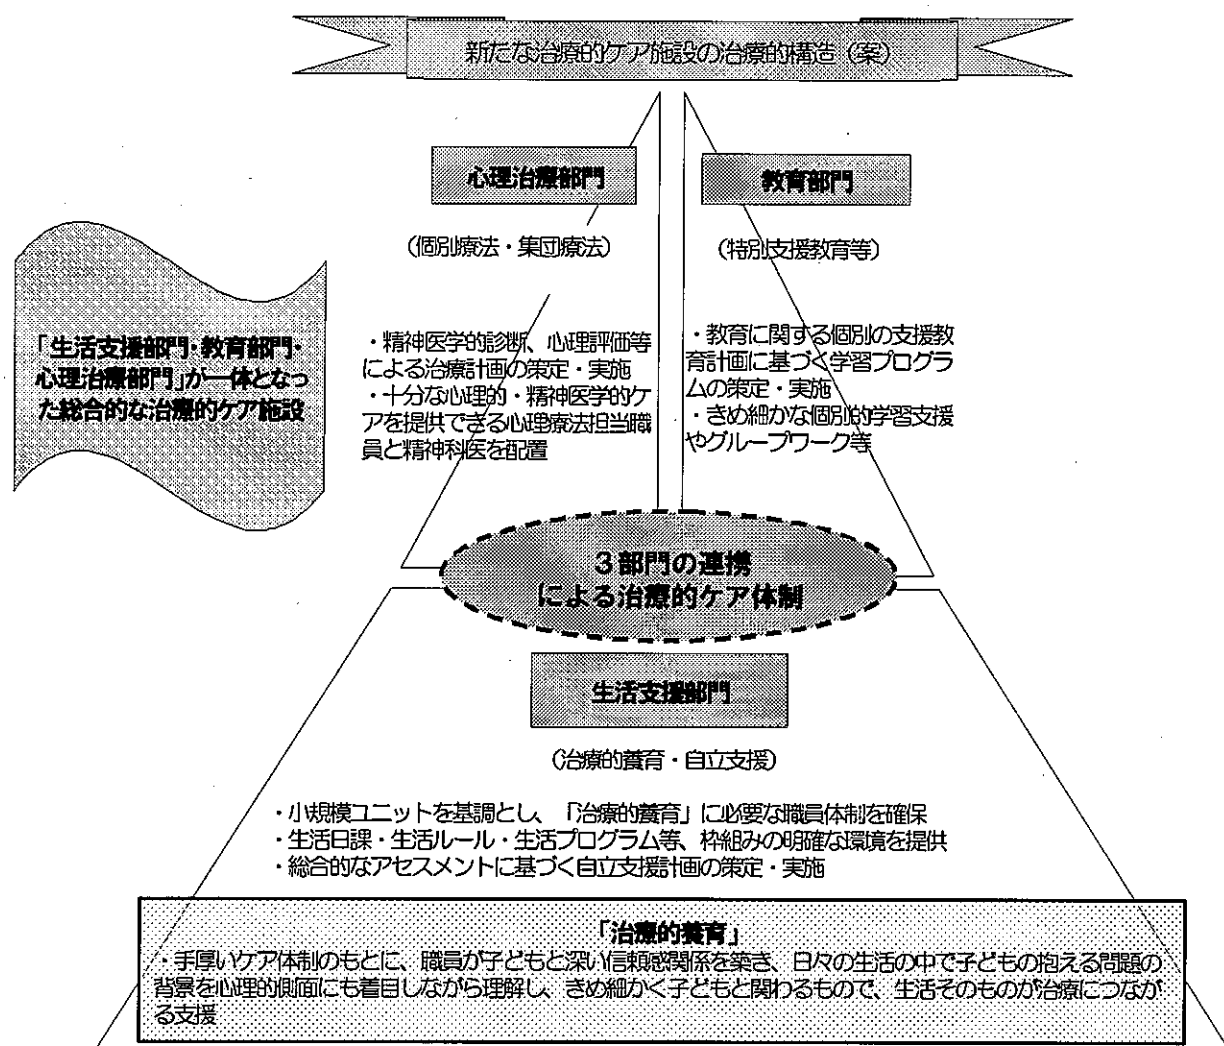 新たな治療的ケア施設の治療的構造（案）
心理治療部門
（個別療法・集団療法）
・精神医学的診断、心理評価等
による治療計画の策定・実施
・十分な心理的・精神医学的ケ
アを提供できる心理療法担当職
員と精神科医を配置
教育部門
（特別支援教育等）
・教育に関する個別の支援教
育計画に基づく学習プログラ
ムの策定・実施
・きめ細かな個別的学習支援
やグループワーク等
「生活支援部門・教育部門・
心理治療部門」が一体となっ
た総合的な治療的ケア施設
３部門の連携
による治療的ケア体制
生活支援部門
（治療的養育・自立支援）
・小規模ユニットを基調とし、「治療的養育」に必要な職員体制を確保
・生活日課・生活ルール・生活プログラム等、枠組みの明確な環境を提供
・総合的なアセスメントに基づく自立支援計画の策定・実施
「治療的養育」
・手厚いケア体制のもとに、職員が子どもと深い信頼感関係を築き、日々の生活の中で子どもの抱える問題の
背景を心理的側面にも着目しながら理解し、きめ細かく子どもと関わるもので、生活そのものが治療につなが
る支援